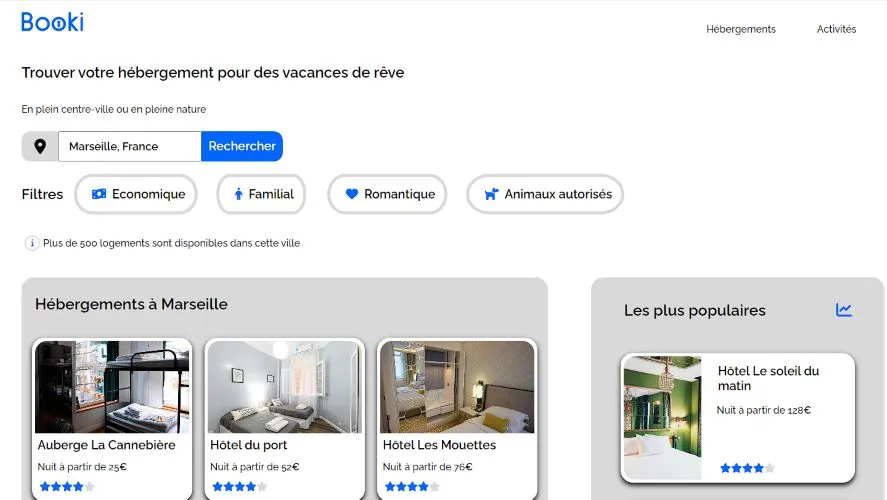 Booki
Hébergements
Activités
Trouver votre hébergement pour des vacances de rêve
En plein centre-ville ou en pleine nature
Marseille, France
Rechercher
Filtres
Economique
Familial
Romantique
Animaux autorisés
i
Plus de 500 logements sont disponibles dans cette ville
Hébergements à Marseille
Auberge La Cannebière
Nuit à partir de 25€
Hôtel du port
Nuit à partir de 52€
Hôtel Les Mouettes
Nuit à partir de 76€
Les plus populaires
Hôtel Le soleil du
matin
Nuit à partir de 128€